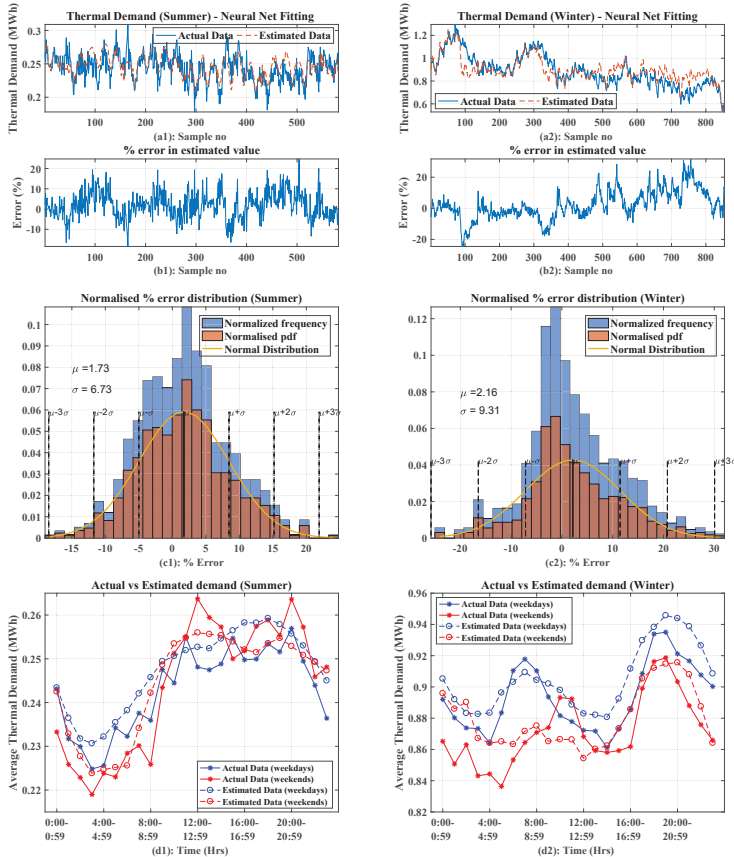 Thermal Demand (Summer) - Neural Net Fitting
Thermal Demand (MWh)
0.3
0.25
0.2
Actual Data
Estimated Data
100
200
300
400
500
(a1): Sample no
Thermal Demand (Winter) - Neural Net Fitting
Thermal Demand (MWh)
1.2
1
0.8
0.6
Actual Data
Estimated Data
100
200
300
400
500
600
700
800
(a2): Sample no
% error in estimated value
Error (%)
20
10
0
-10
100
200
300
400
500
(b1): Sample no
% error in estimated value
Error (%)
20
0
-20
100
200
300
400
500
600
700
800
(b2): Sample no
Normalised % error distribution (Summer)
0.1
0.09
0.08
0.07
0.06
0.05
0.04
0.03
0.02
0.01
0
Normalized frequency
Normalised pdf
Normal Distribution
μ =1.73
σ = 6.73
μ-3σ
μ-2σ
μ-σ
μ
μ+σ
μ+2σ
μ+3σ
-15
-10
-5
0
5
10
15
20
(c1): % Error
Normalised % error distribution (Winter)
0.12
0.1
0.08
0.06
0.04
0.02
0
Normalized frequency
Normalised pdf
Normal Distribution
μ =2.16
σ = 9.31
μ-3σ
μ-2σ
μ-σ
μ+σ
μ+2σ
μ+3σ
-20
-10
0
10
20
30
(c2): % Error
Actual vs Estimated demand (Summer)
Average Thermal Demand (MWh)
0.26
0.25
0.24
0.23
0.22
Actual Data (weekdays)
Actual Data (weekends)
Estimated Data (weekdays)
Estimated Data (weekends)
0:00-
0:59
4:00-
4:59
8:00-
8:59
12:00-
12:59
16:00-
16:59
20:00-
20:59
(d1): Time (Hrs)
Actual vs Estimated demand (Winter)
Average Thermal Demand (MWh)
0.96
0.94
0.92
0.9
0.88
0.86
0.84
0.82
Actual Data (weekdays)
Actual Data (weekends)
Estimated Data (weekdays)
Estimated Data (weekends)
0:00-
0:59
4:00-
4:59
8:00-
8:59
12:00-
12:59
16:00-
16:59
20:00-
20:59
(d2): Time (Hrs)